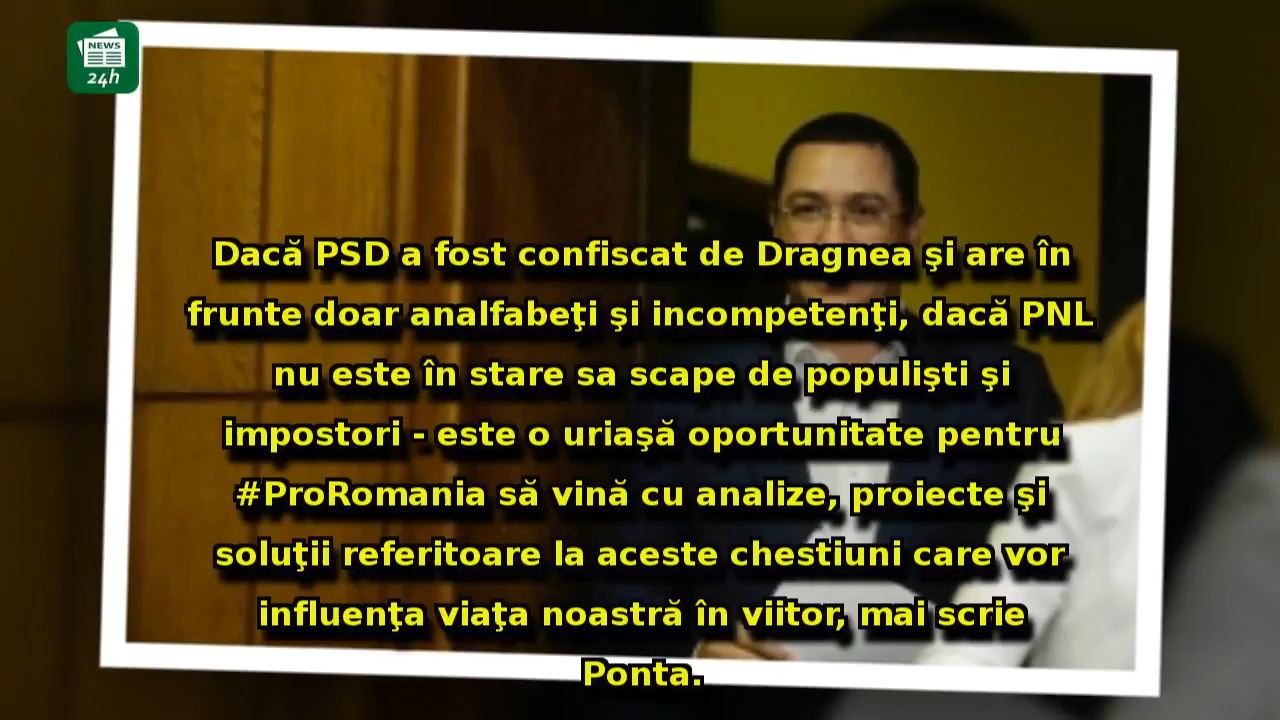 NEWS
24h
Dacă PSD a fost confiscat de Dragnea şi are în
frunte doar analfabeţi şi incompetenţi, dacă PNL
nu este în stare sa scape de populişti şi
impostori - este o uriaşă oportunitate pentru
#ProRomania să vină cu analize, proiecte şi
soluţii referitoare la aceste chestiuni care vor
influenţa viaţa noastră în viitor, mai scrie
Ponta.